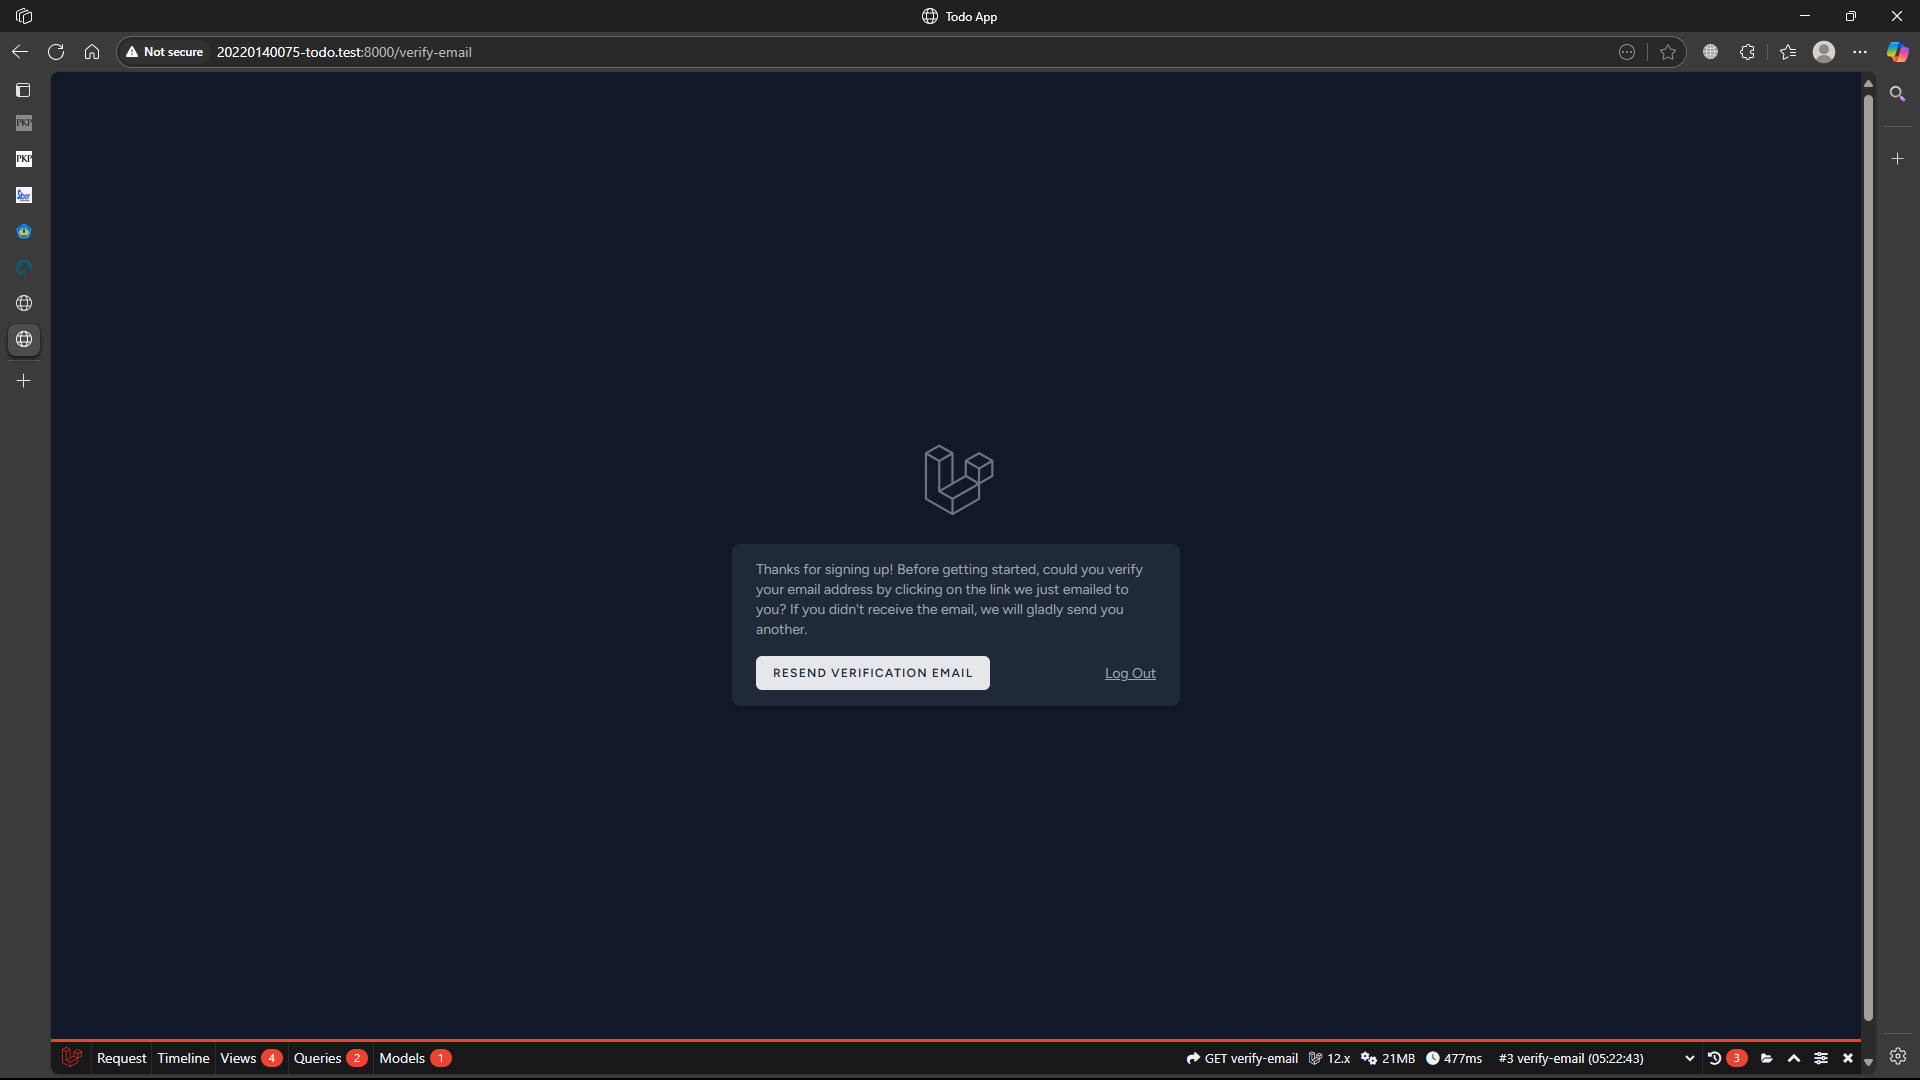 Todo App
Not secure 20220140075-todo.test:8000/verify-email
PKP
PKP
Thanks for signing up! Before getting started, could you verify
your email address by clicking on the link we just emailed to
you? If you didn't receive the email, we will gladly send you
another.
RESEND VERIFICATION EMAIL Log Out
Request Timeline Views 4 Queries 2 Models 1 GET verify-email 12.x 21MB 477ms #3 verify-email (05:22:43) 3